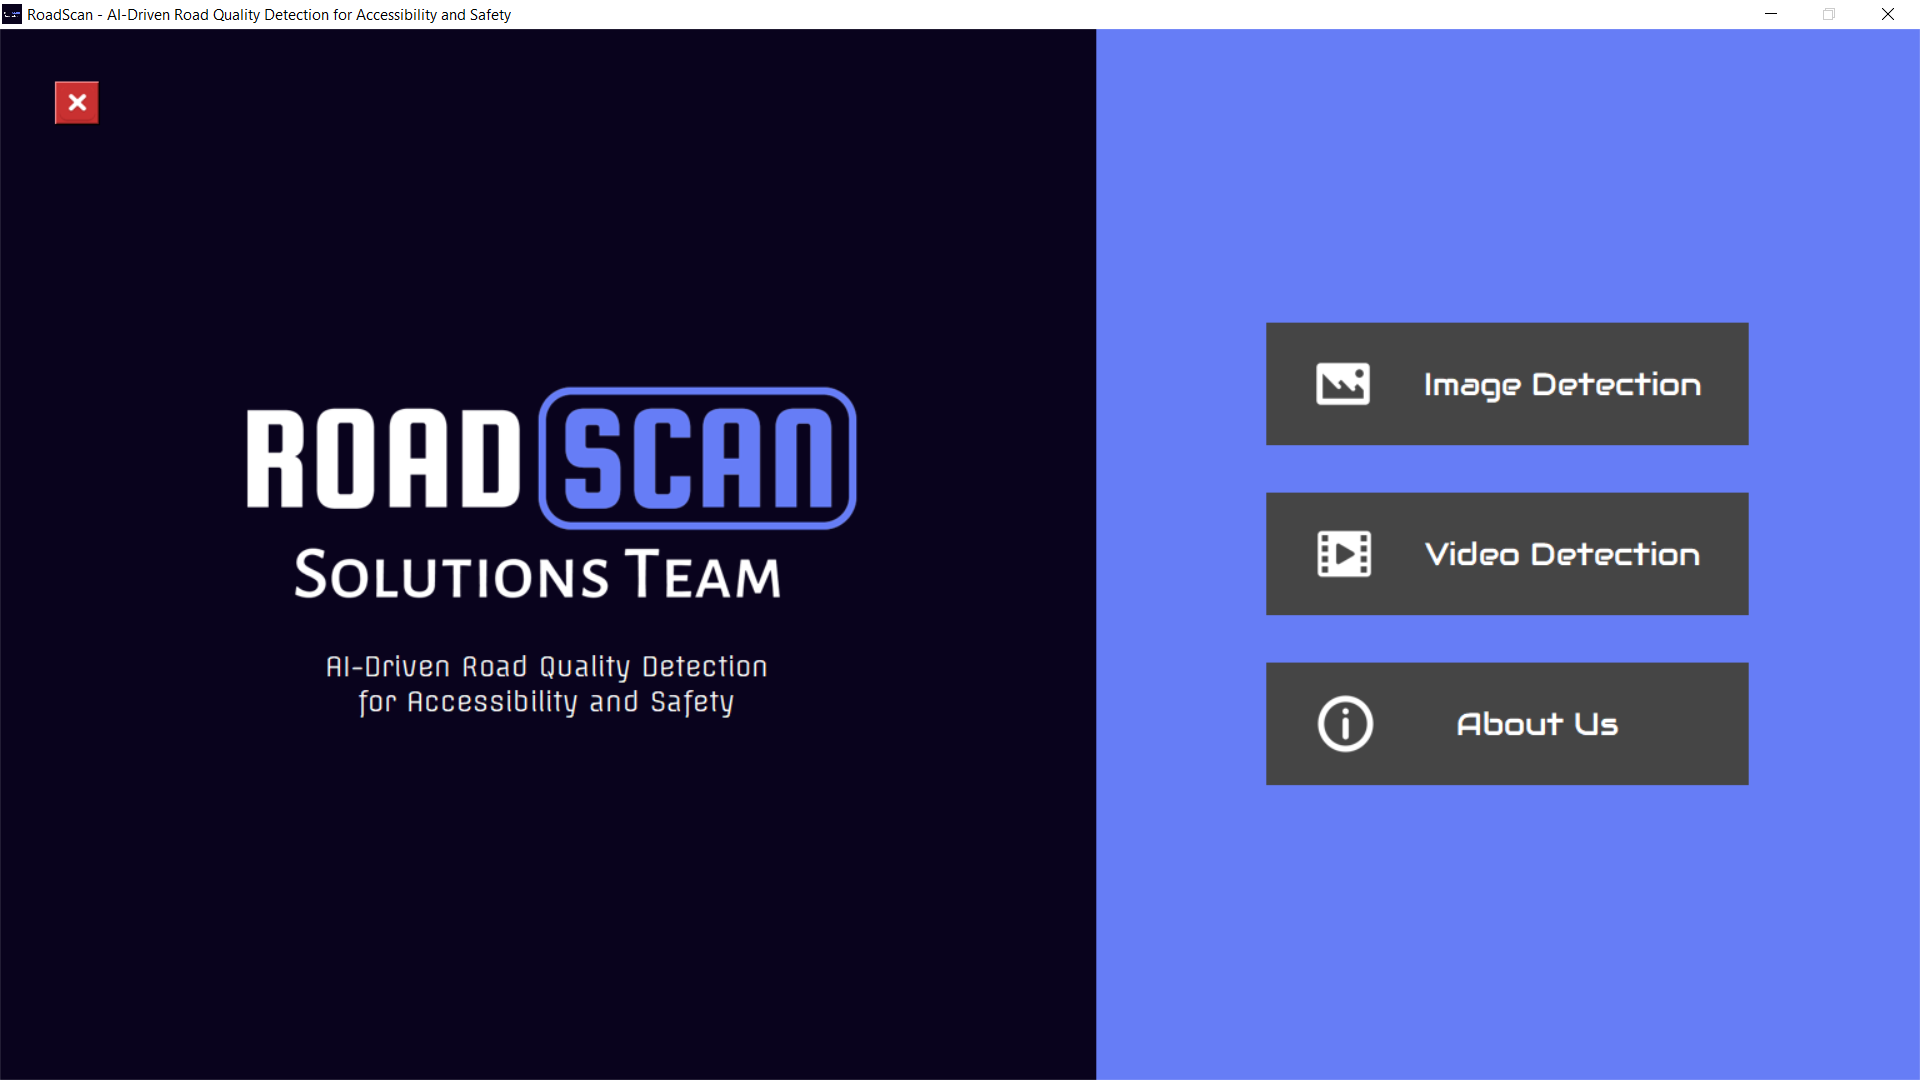 RoadScan - AI-Driven Road Quality Detection for Accessibility and Safety
ROAD SCAN
SOLUTIONS TEAM
AI-Driven Road Quality Detection
for Accessibility and Safety
Image Detection
Video Detection
About Us